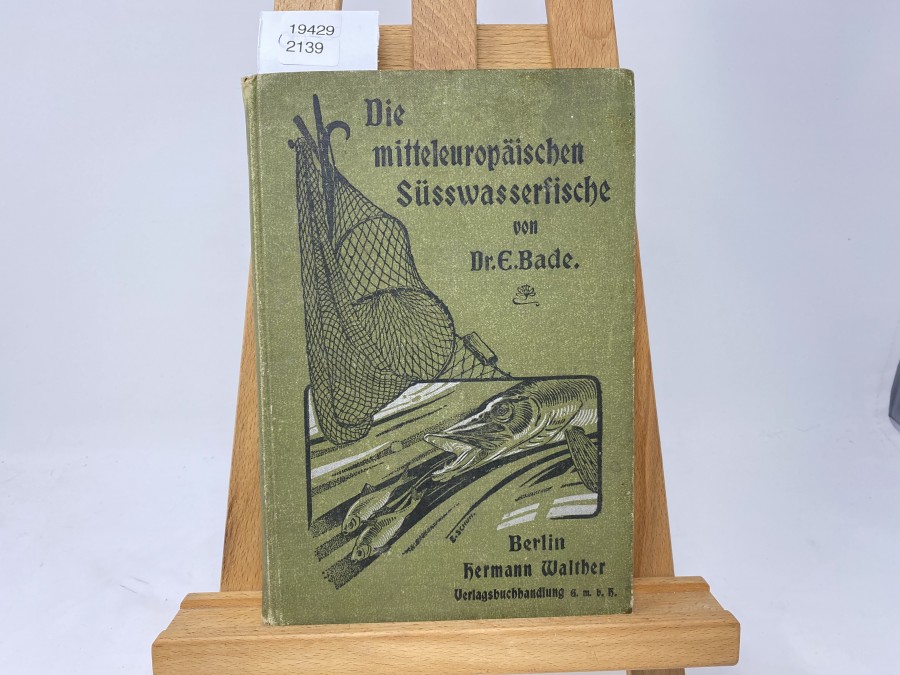 19429
2139
Die
mitteleuropäischen
Süsswasserfische
von
Dr. E. Bade.
Berlin
Hermann Walther
Verlagsbuchhandlung G. m. b. H.